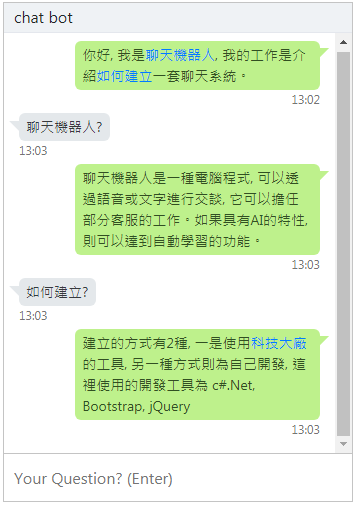 chat bot
你好, 我是聊天機器人, 我的工作是介
紹如何建立一套聊天系統。
13:02
聊天機器人?
13:03
聊天機器人是一種電腦程式, 可以透
過語音或文字進行交談, 它可以擔任
部分客服的工作。如果具有AI的特性,
則可以達到自動學習的功能。
13:03
如何建立?
13:03
建立的方式有2種, 一是使用科技大廠
的工具, 另一種方式則為自己開發, 這
裡使用的開發工具為 c#.Net,
Bootstrap, jQuery
13:03
Your Question? (Enter)